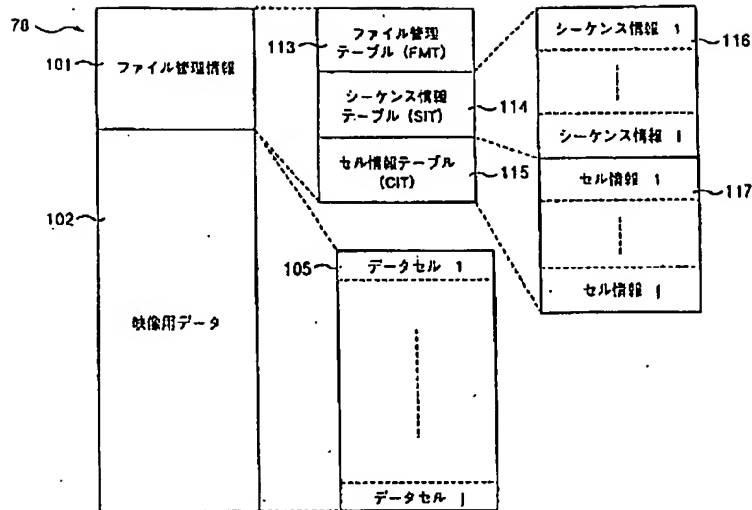 78
101
ファイル管理情報
102
映像用データ
113
ファイル管理
テーブル (FMT)
シーケンス情報
テーブル (SIT)
114
セル情報テーブル
(CIT)
115
シーケンス情報 1
116
シーケンス情報 i
セル情報 1
117
セル情報 j
105
データセル 1
データセル j